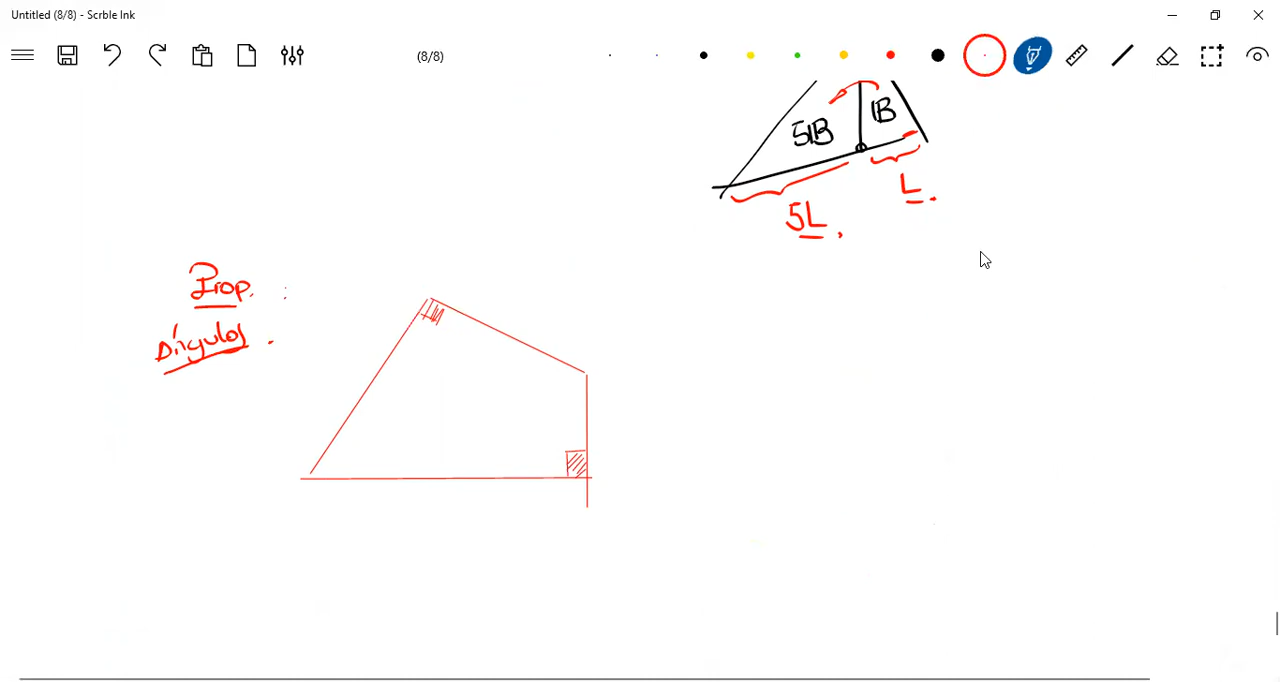 Untitled (8/8) - Scrble Ink
(8/8)
5B
1B
5L.
L.
Prop. :
Ángulos.